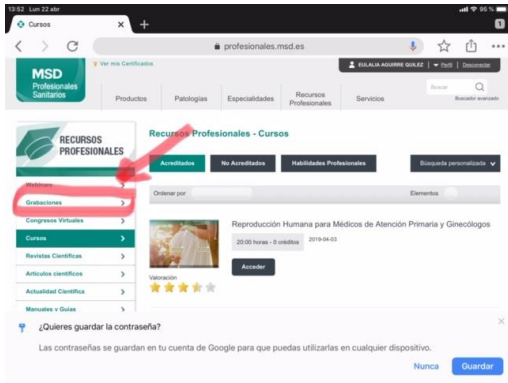 13:52 Lun 22 abr
95 %
Cursos
1
profesionales.msd.es
Ver mis Certificados
EULALIA AGUIRRE QUILEZ | Perfil | Desconectar
MSD
Profesionales
Sanitarios
Productos
Patologías
Especialidades
Recursos
Profesionales
Servicios
Buscar
Buscador avanzado
RECURSOS
PROFESIONALES
Recursos Profesionales - Cursos
Acreditados
No Acreditados
Habilidades Profesionales
Búsqueda personalizada
Webinars
Grabaciones
Congresos Virtuales
Cursos
Revistas Científicas
Artículos científicos
Actualidad Científica
Manuales y Guías
Ordenar por
Elementos
Reproducción Humana para Médicos de Atención Primaria y Ginecólogos
20:00 horas - 0 créditos 2019-04-03
Acceder
Valoración
¿Quieres guardar la contraseña?
Las contraseñas se guardan en tu cuenta de Google para que puedas utilizarlas en cualquier dispositivo.
Nunca
Guardar